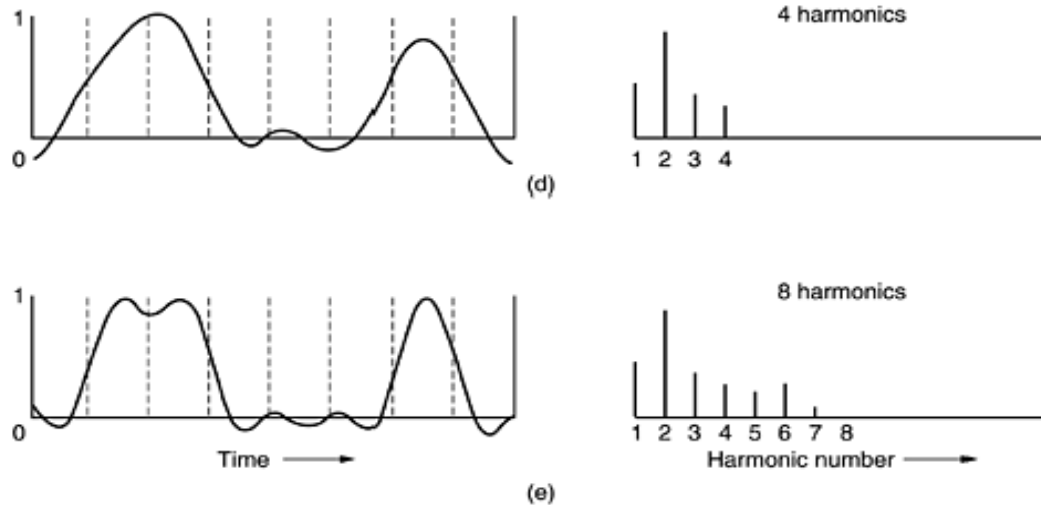 1
4 harmonics
0
1 2 3 4
(d)
1
8 harmonics
0
1 2 3 4 5 6 7 8
Time
Harmonic number
(e)